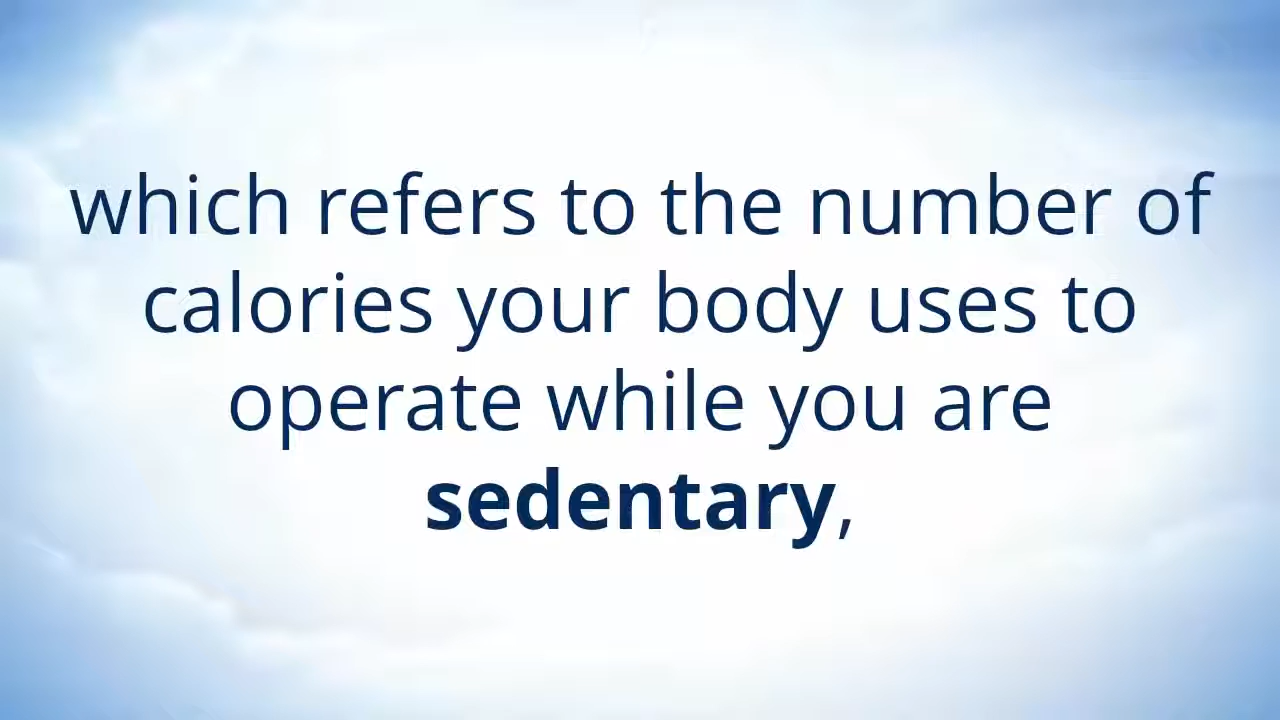 which refers to the number of
calories your body uses to
operate while you are
sedentary,